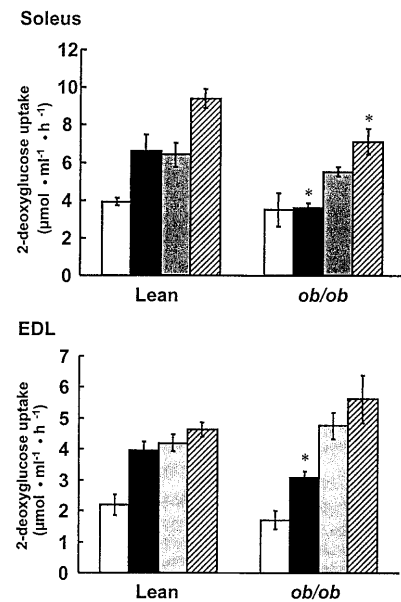 Soleus
2-deoxyglucose uptake
(μmol • ml⁻¹ • h⁻¹)
12
10
8
6
4
2
0
*
*
Lean
ob/ob
EDL
2-deoxyglucose uptake
(μmol • ml⁻¹ • h⁻¹)
7
6
5
4
3
2
1
0
*
Lean
ob/ob